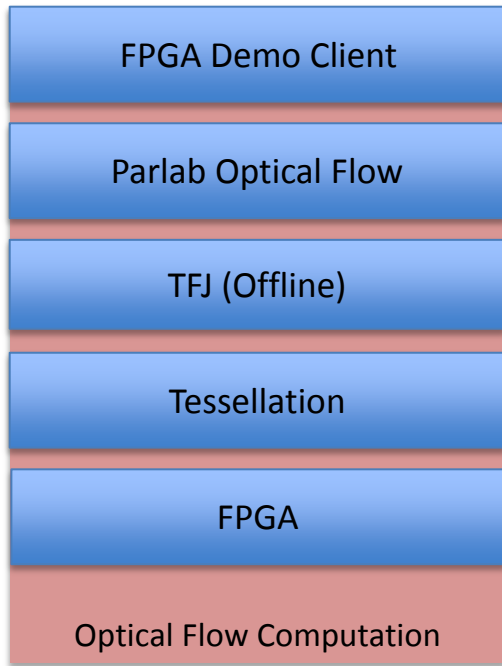 FPGA Demo Client
Parlab Optical Flow
TFJ (Offline)
Tessellation
FPGA
Optical Flow Computation